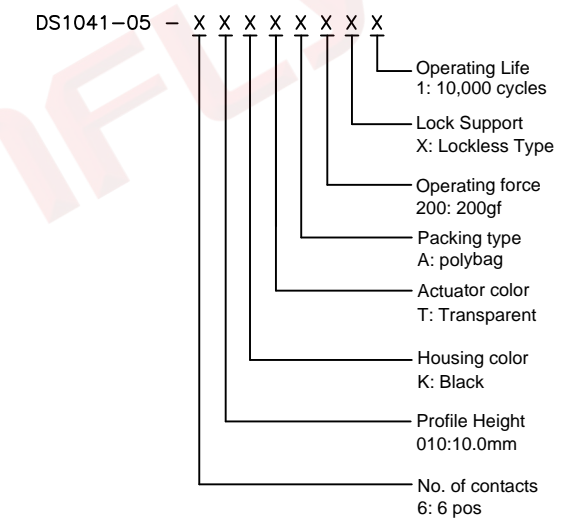 DS1041-05 - X X X X X X X X
Operating Life
1: 10,000 cycles
Lock Support
X: Lockless Type
Operating force
200: 200gf
Packing type
A: polybag
Actuator color
T: Transparent
Housing color
K: Black
Profile Height
010:10.0mm
No. of contacts
6: 6 pos